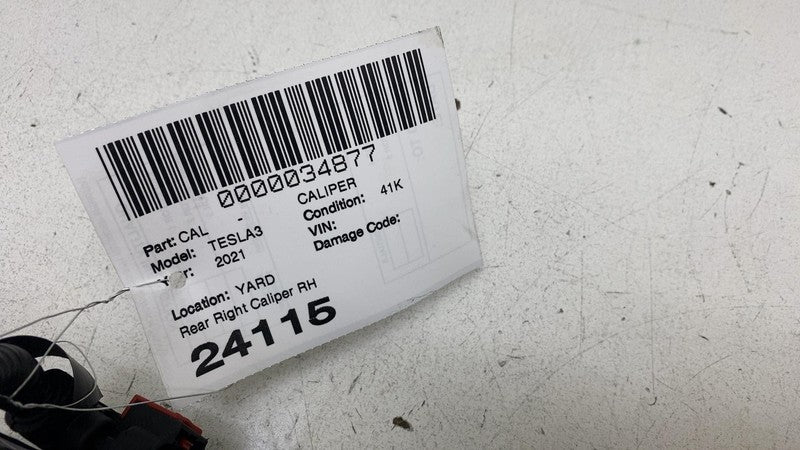 0000034877
Part: CAL - CALIPER
Model: TESLA3 Condition: 41K
2021 VIN:
Damage Code:
Location: YARD
Rear Right Caliper RH
24115